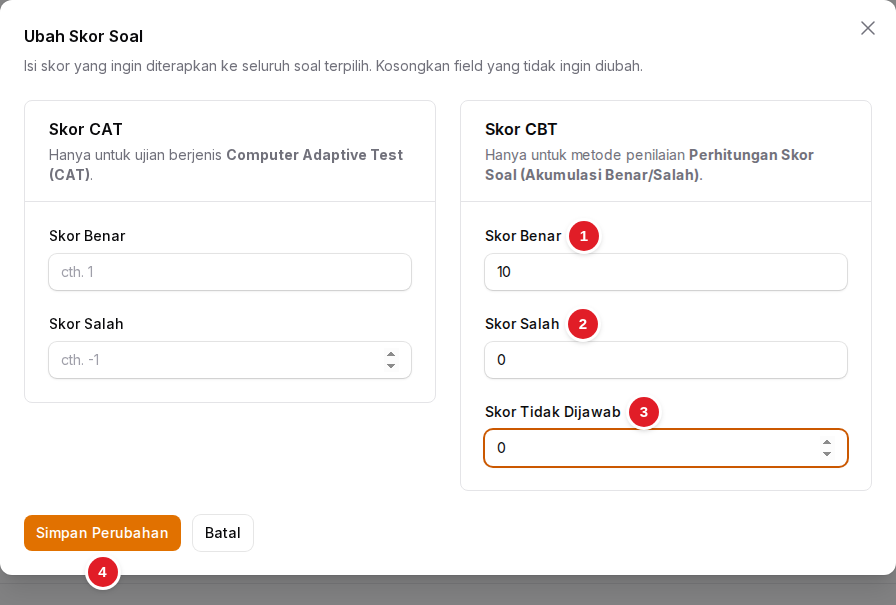 Ubah Skor Soal
Isi skor yang ingin diterapkan ke seluruh soal terpilih. Kosongkan field yang tidak ingin diubah.
Skor CAT
Hanya untuk ujian berjenis Computer Adaptive Test
(CAT).
Skor Benar
cth. 1
Skor Salah
cth. -1
Skor CBT
Hanya untuk metode penilaian Perhitungan Skor
Soal (Akumulasi Benar/Salah).
Skor Benar 1
10
Skor Salah 2
0
Skor Tidak Dijawab 3
0
Simpan Perubahan Batal
4